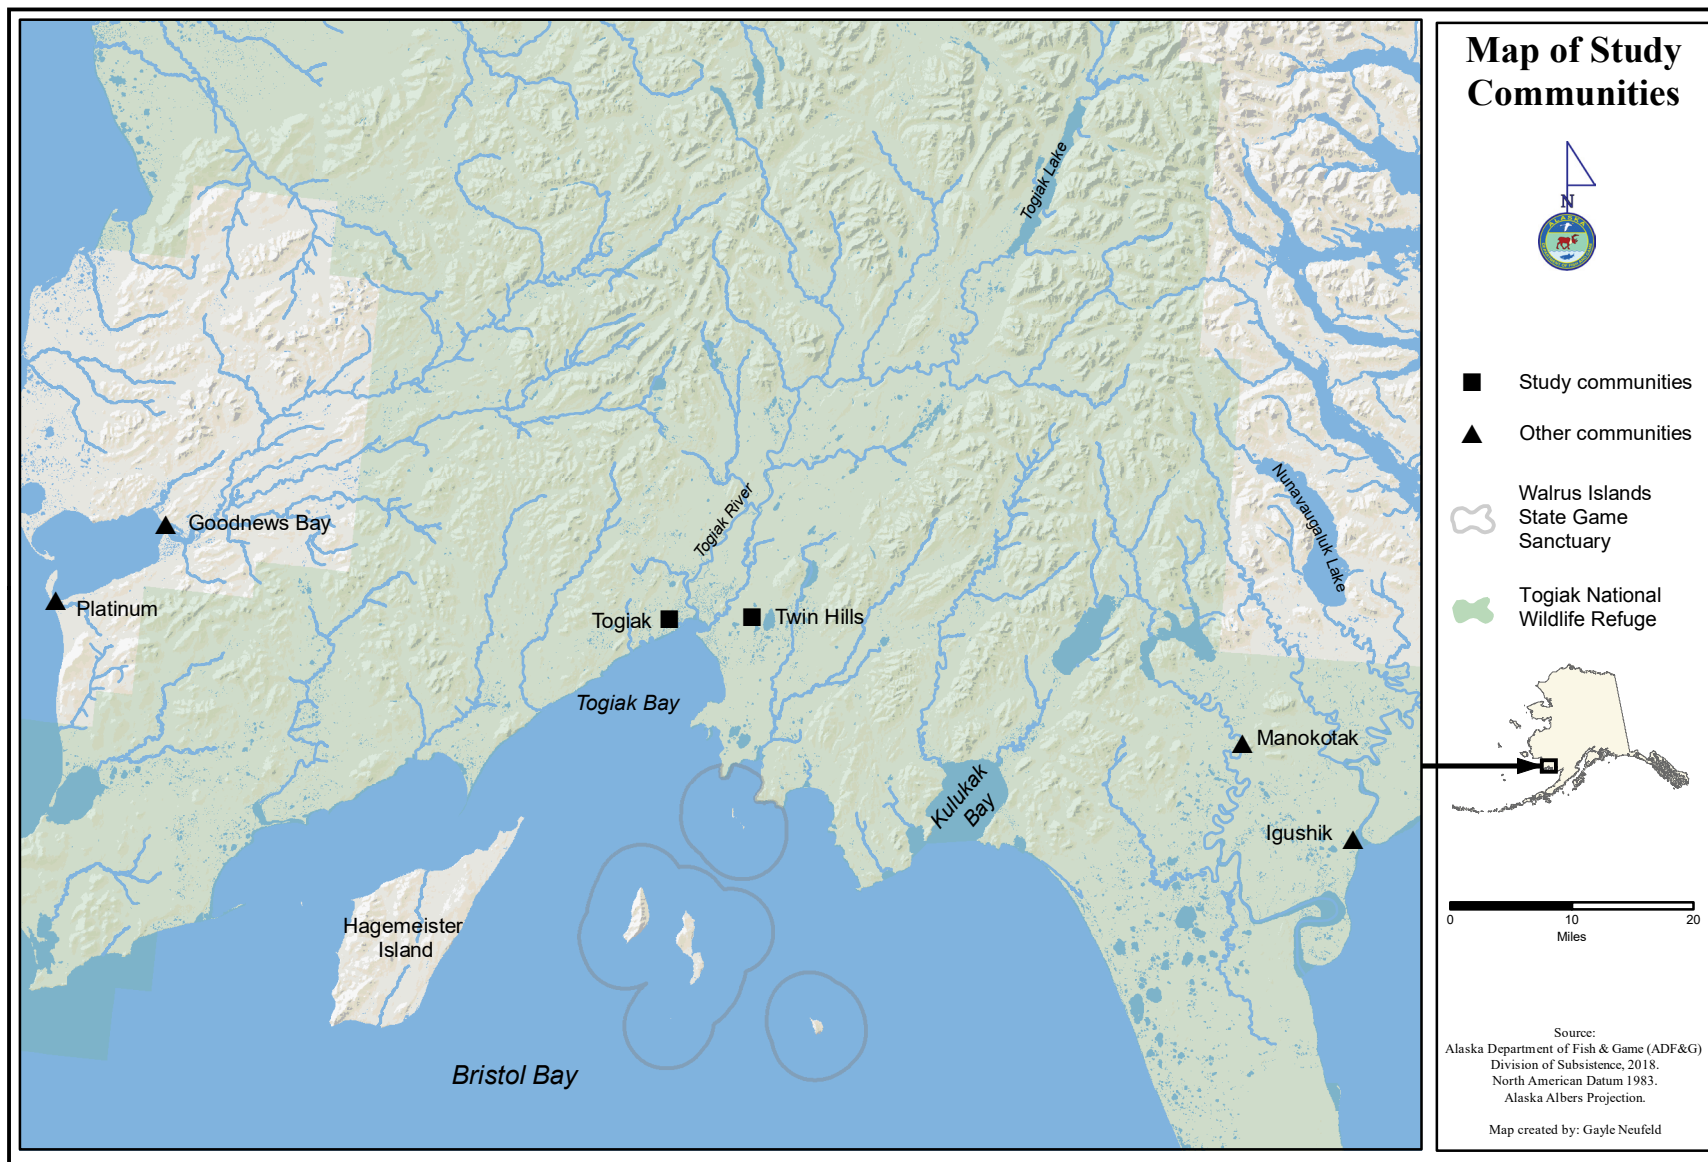 Map of Study
Communities
N
ALASKA
Study communities
Other communities
Walrus Islands
State Game
Sanctuary
Togiak National
Wildlife Refuge
0 10 20
Miles
Source:
Alaska Department of Fish & Game (ADF&G)
Division of Subsistence, 2018.
North American Datum 1983.
Alaska Albers Projection.
Map created by: Gayle Neufeld
Togiak Lake
Nunavaugaluk Lake
Togiak River
Goodnews Bay
Platinum
Togiak
Twin Hills
Togiak Bay
Manokotak
Kulukak
Bay
Igushik
Hagemeister
Island
Bristol Bay